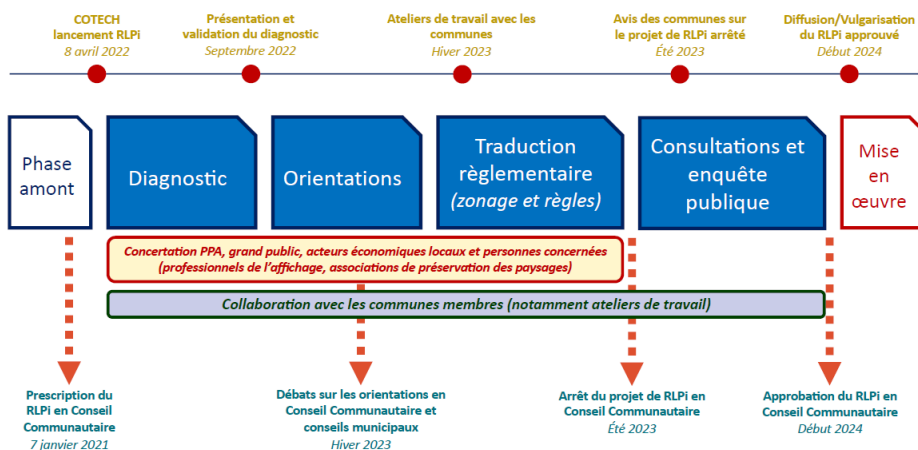 COTECH
lancement RLPi
8 avril 2022
Présentation et
validation du diagnostic
Septembre 2022
Ateliers de travail avec les
communes
Hiver 2023
Avis des communes sur
le projet de RLPi arrêté
Été 2023
Diffusion/Vulgarisation
du RLPi approuvé
Début 2024
Phase
amont
Diagnostic
Orientations
Traduction
règlementaire
(zonage et règles)
Consultations et
enquête
publique
Mise
en
œuvre
Concertation PPA, grand public, acteurs économiques locaux et personnes concernées
(professionnels de l'affichage, associations de préservation des paysages)
Collaboration avec les communes membres (notamment ateliers de travail)
Prescription du
RLPi en Conseil
Communautaire
7 janvier 2021
Débats sur les orientations en
Conseil Communautaire et
conseils municipaux
Hiver 2023
Arrêt du projet de RLPi en
Conseil Communautaire
Été 2023
Approbation du RLPi en
Conseil Communautaire
Début 2024